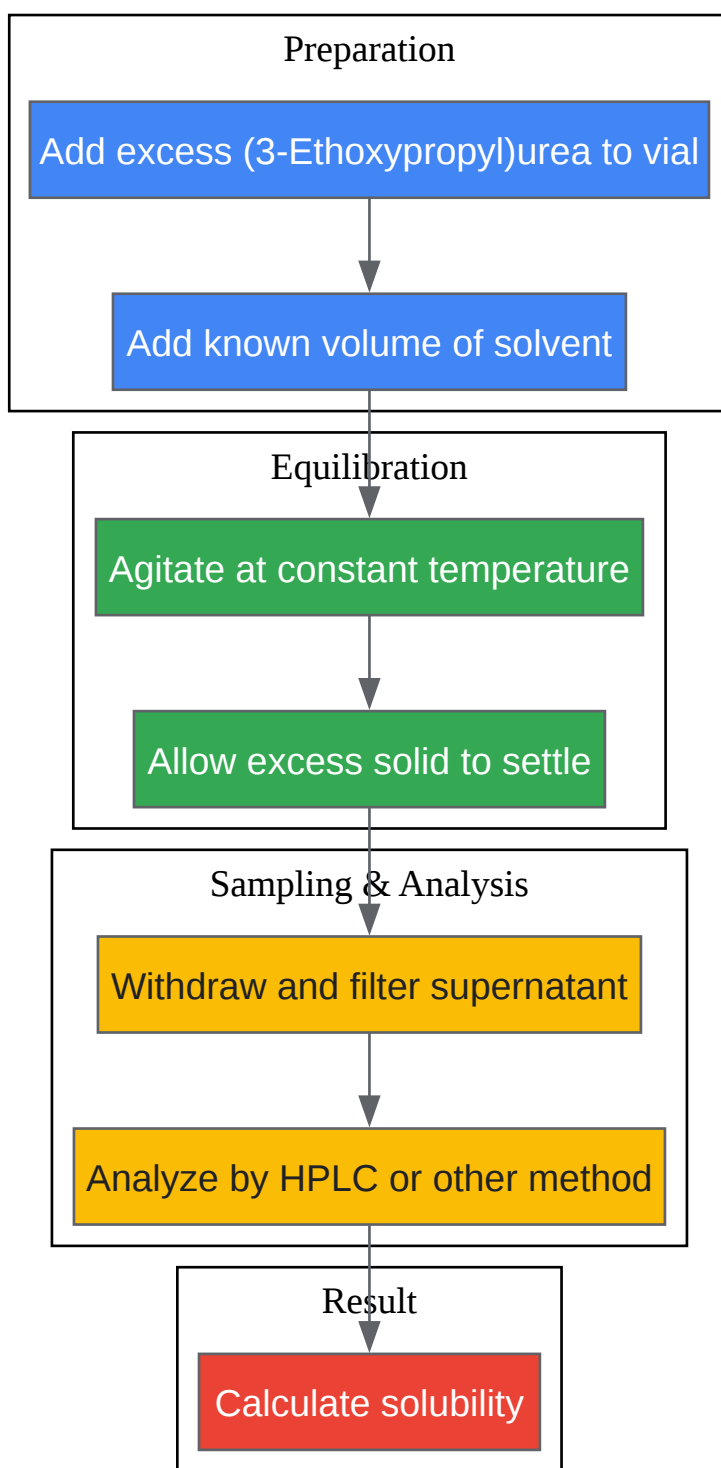 Preparation
Add excess (3-Ethoxypropyl)urea to vial
Add known volume of solvent
Equilibration
Agitate at constant temperature
Allow excess solid to settle
Sampling & Analysis
Withdraw and filter supernatant
Analyze by HPLC or other method
Result
Calculate solubility